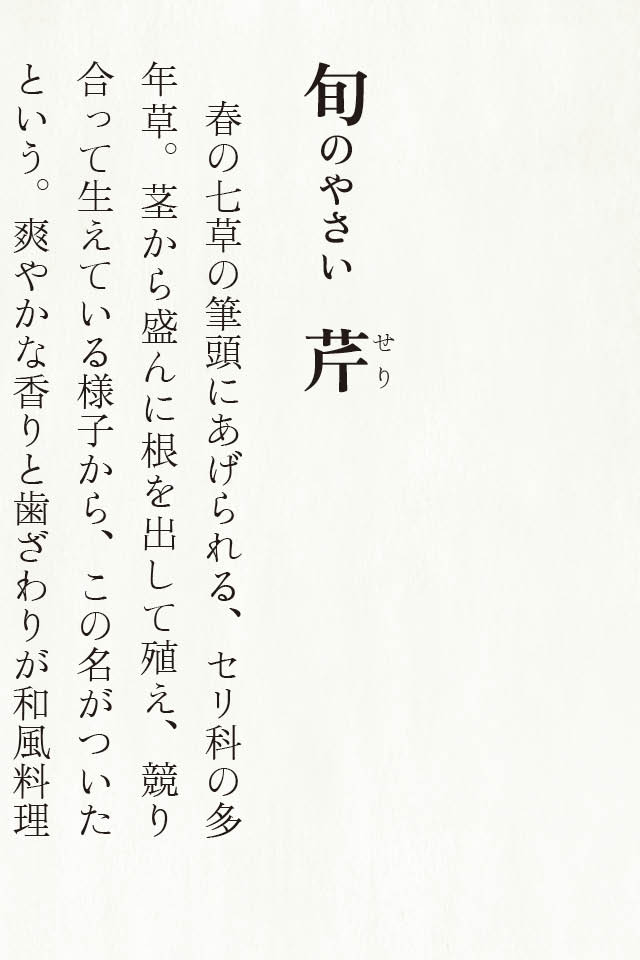 旬のやさい　芹
せり
春の七草の筆頭にあげられる、セリ科の多
年草。茎から盛んに根を出して殖え、競り
合って生えている様子から、この名がついた
という。爽やかな香りと歯ざわりが和風料理